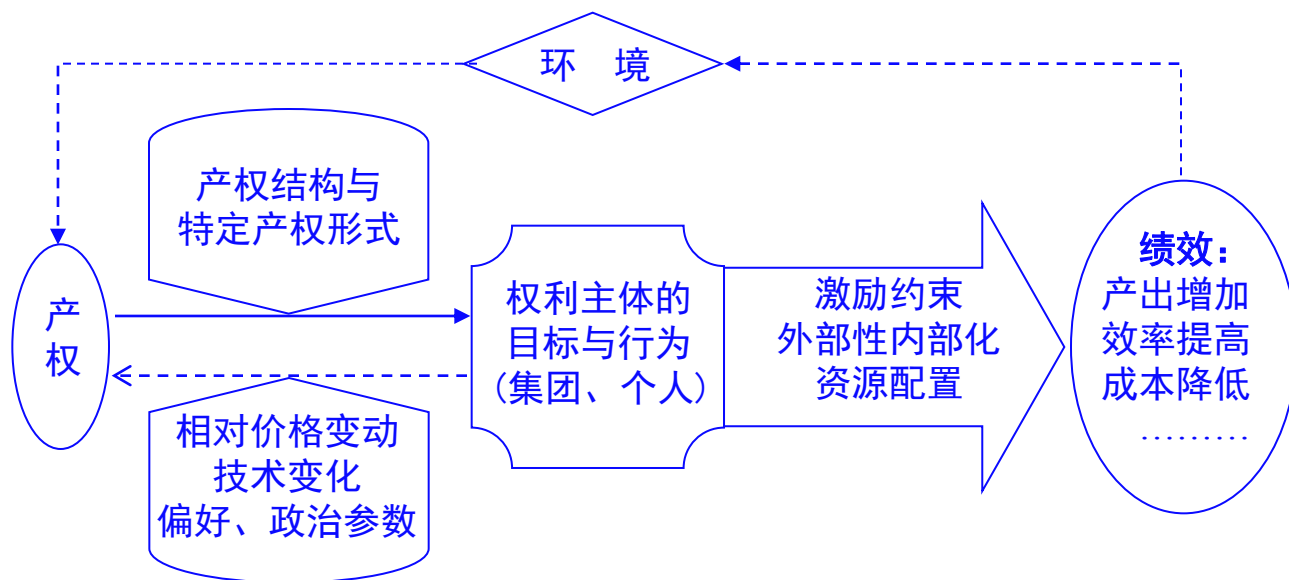 环 境
产权结构与
特定产权形式
产
权
权利主体的
目标与行为
(集团、个人)
激励约束
外部性内部化
资源配置
绩效:
产出增加
效率提高
成本降低
………
相对价格变动
技术变化
偏好、政治参数